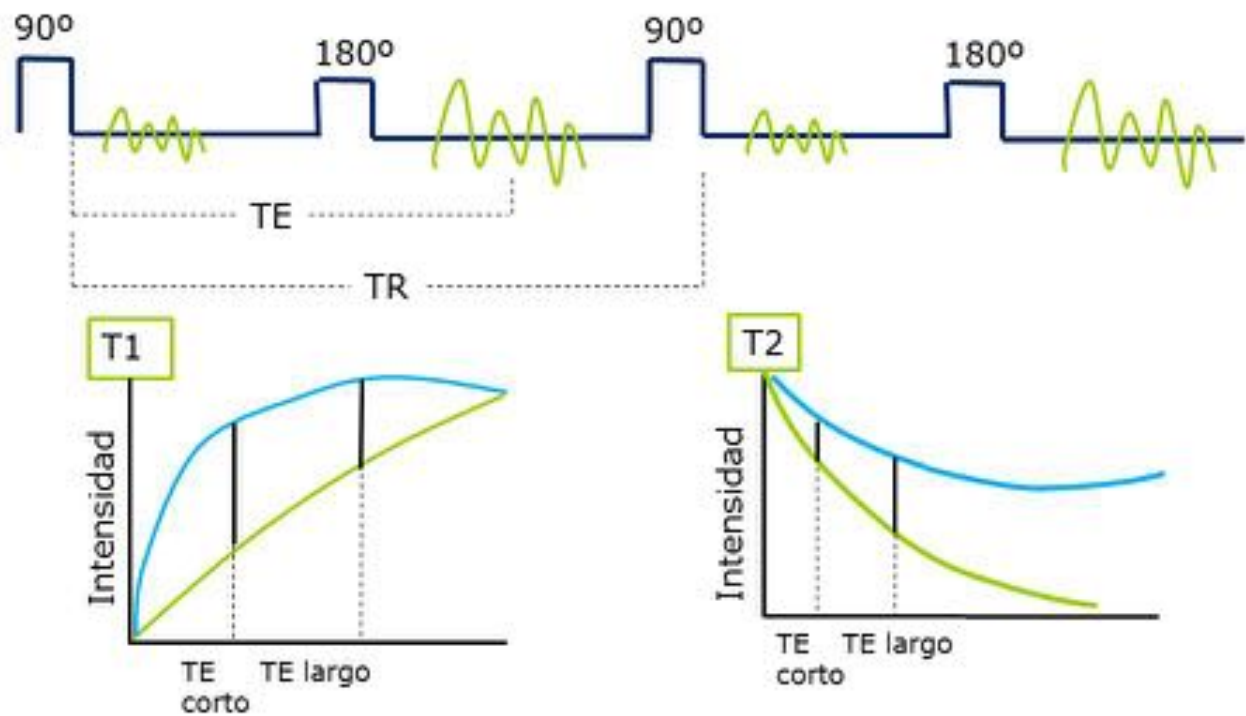 90º
180º
90º
180º
TE
TR
T1
Intensidad
TE
corto
TE largo
T2
Intensidad
TE
corto
TE largo